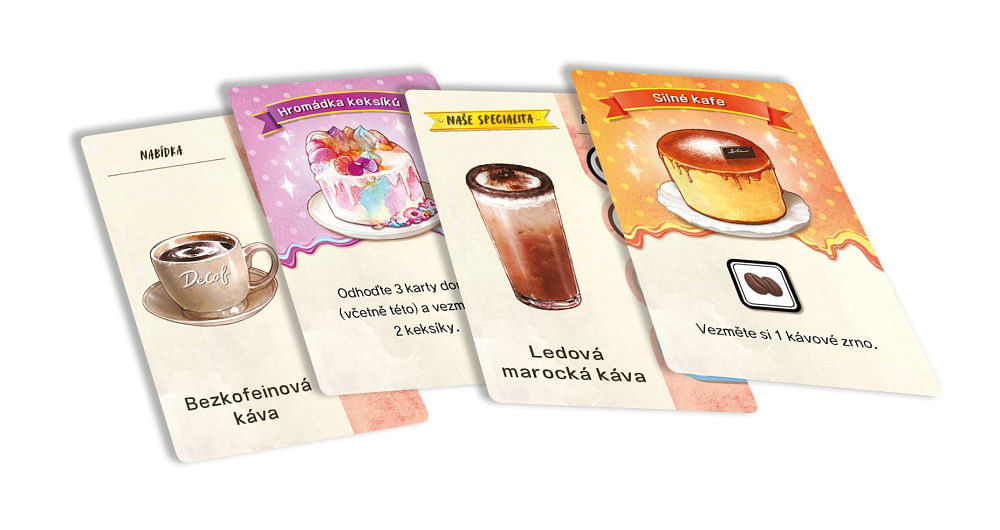 NABÍDKA
Decof
Bezkofeinová
káva
Hromádka keksíků
Odhoďte 3 karty
(včetně této) a
2 keksíky.
NAŠE SPECIALITA
Ledová
marocká káva
Silné kafe
Vezměte si 1 kávové zrno.